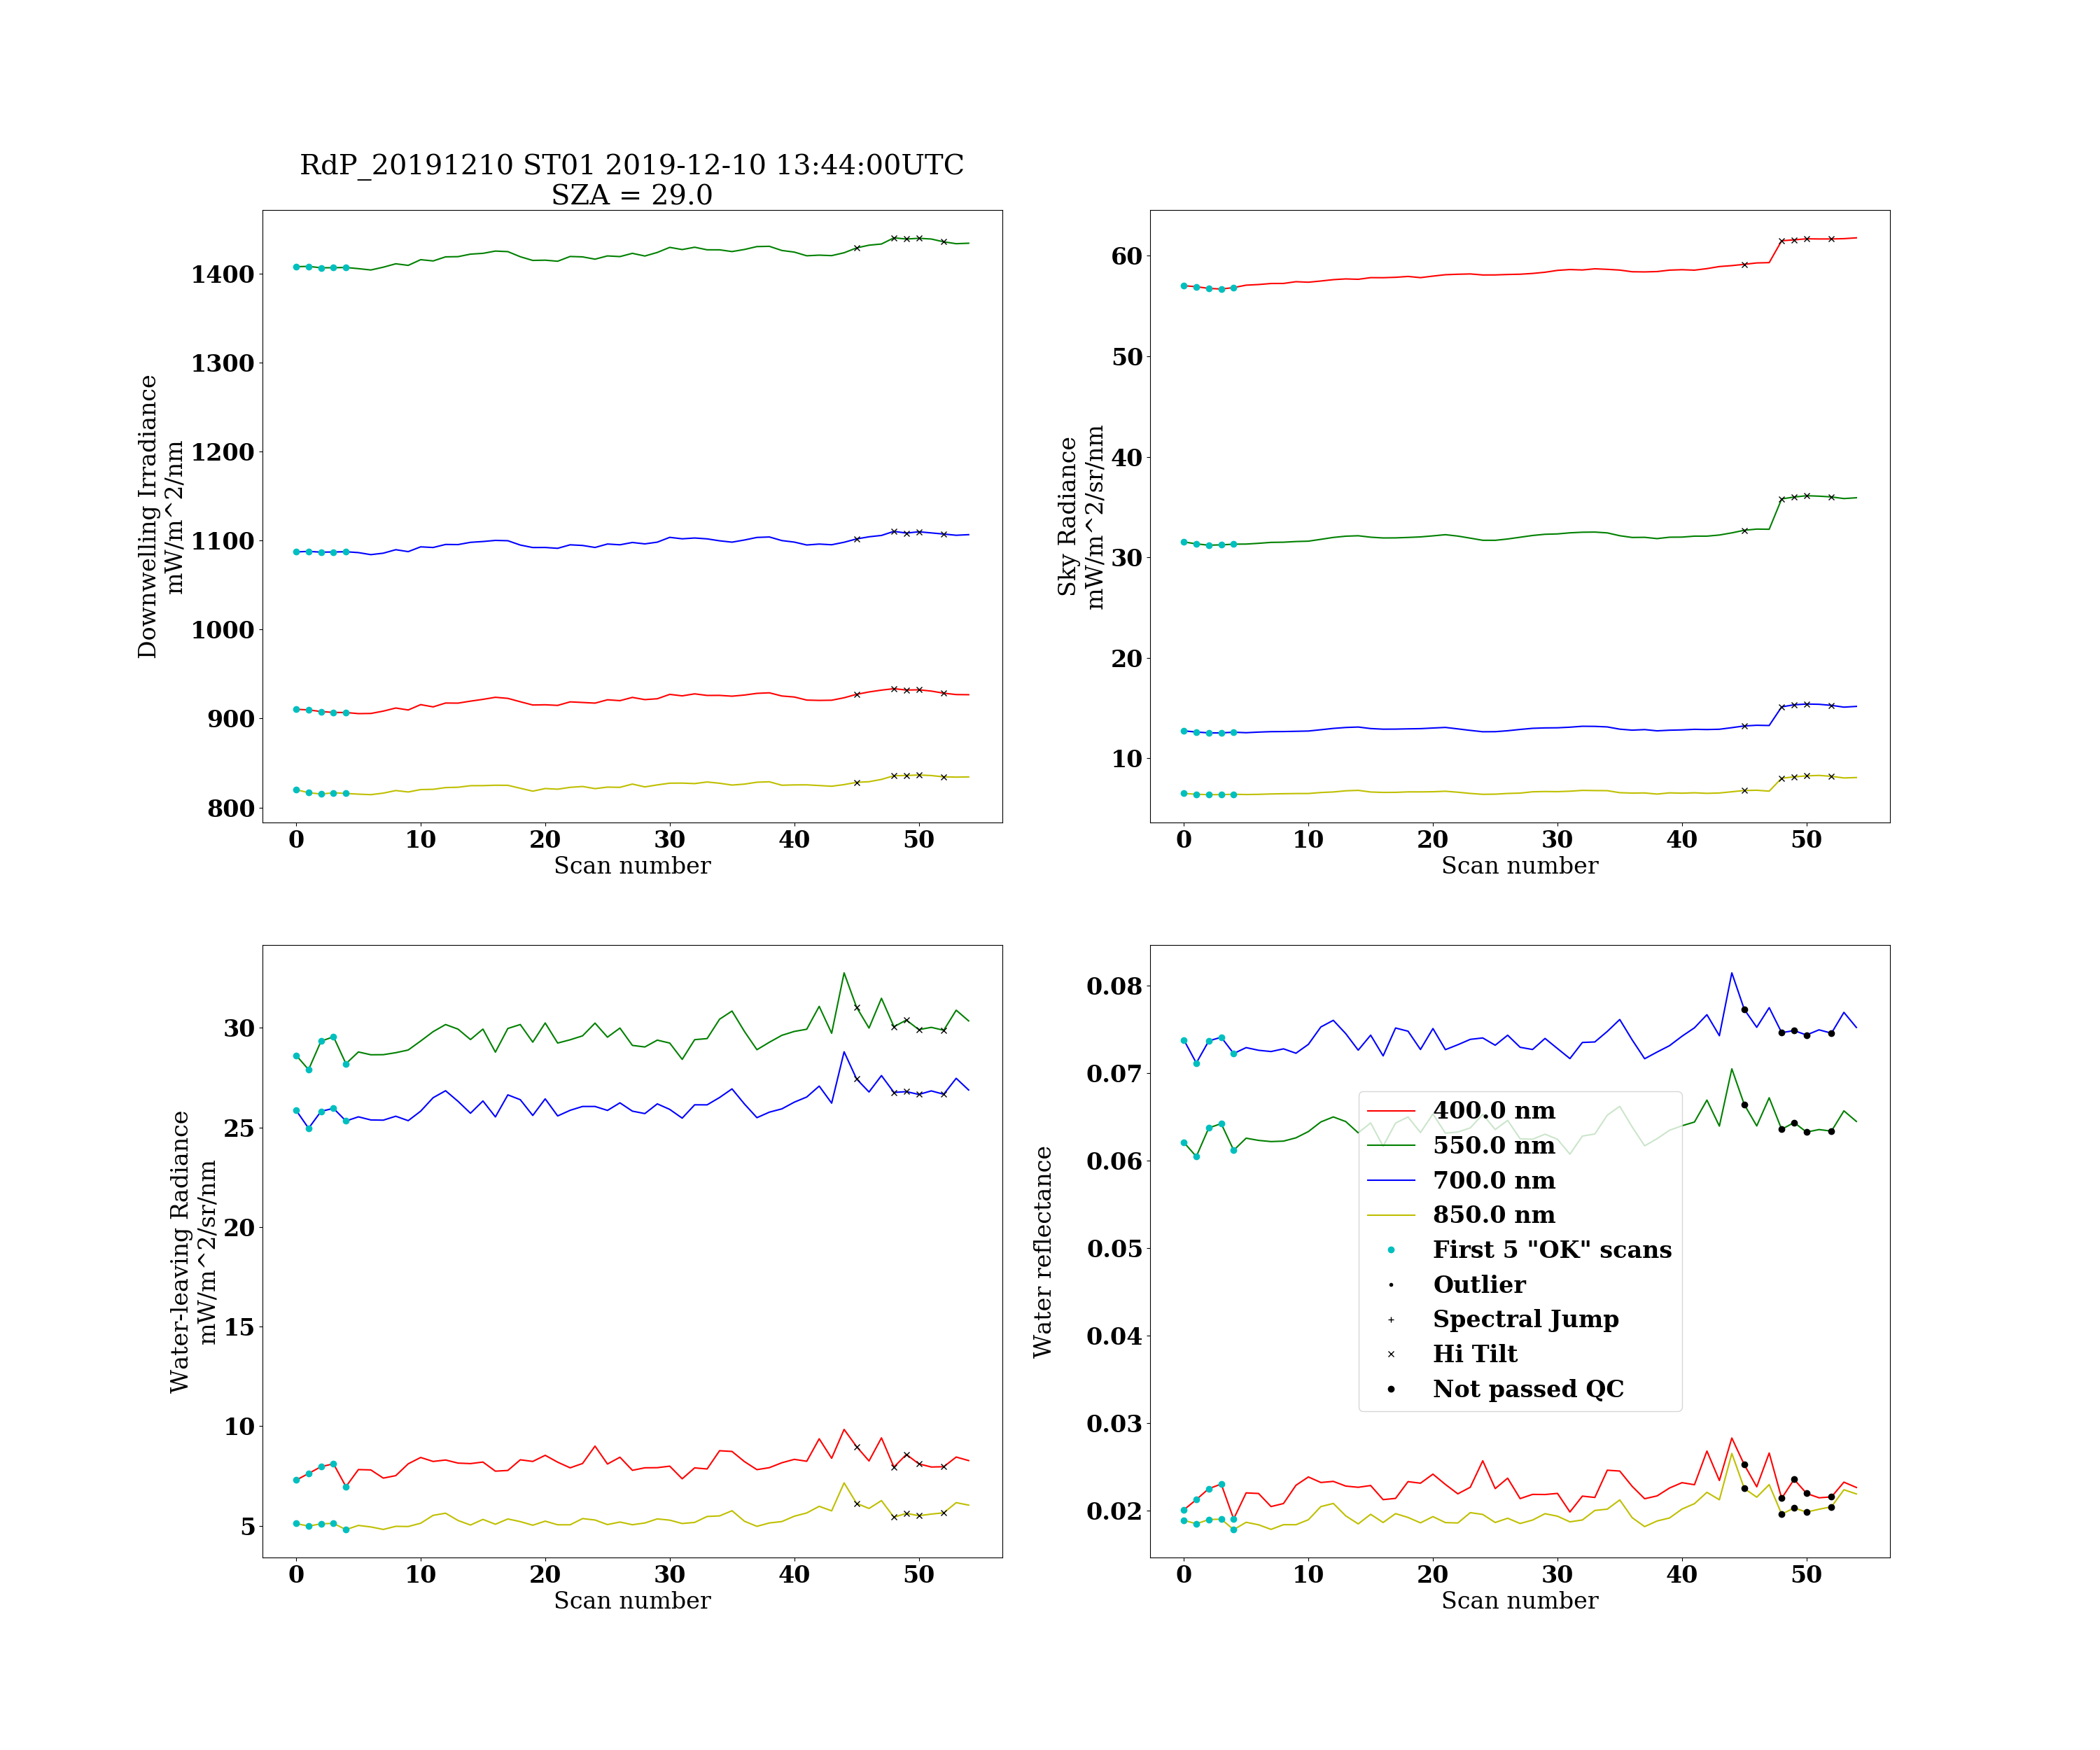 RdP_20191210 ST01 2019-12-10 13:44:00UTC
SZA = 29.0
Downwelling Irradiance
mW/m^2/nm
1400
1300
1200
1100
1000
900
800
0 10 20 30 40 50
Scan number
Sky Radiance
mW/m^2/sr/nm
60
50
40
30
20
10
0 10 20 30 40 50
Scan number
Water-leaving Radiance
mW/m^2/sr/nm
30
25
20
15
10
5
0 10 20 30 40 50
Scan number
Water reflectance
0.08
0.07
0.06
0.05
0.04
0.03
0.02
400.0 nm
550.0 nm
700.0 nm
850.0 nm
First 5 "OK" scans
Outlier
Spectral Jump
Hi Tilt
Not passed QC
0 10 20 30 40 50
Scan number